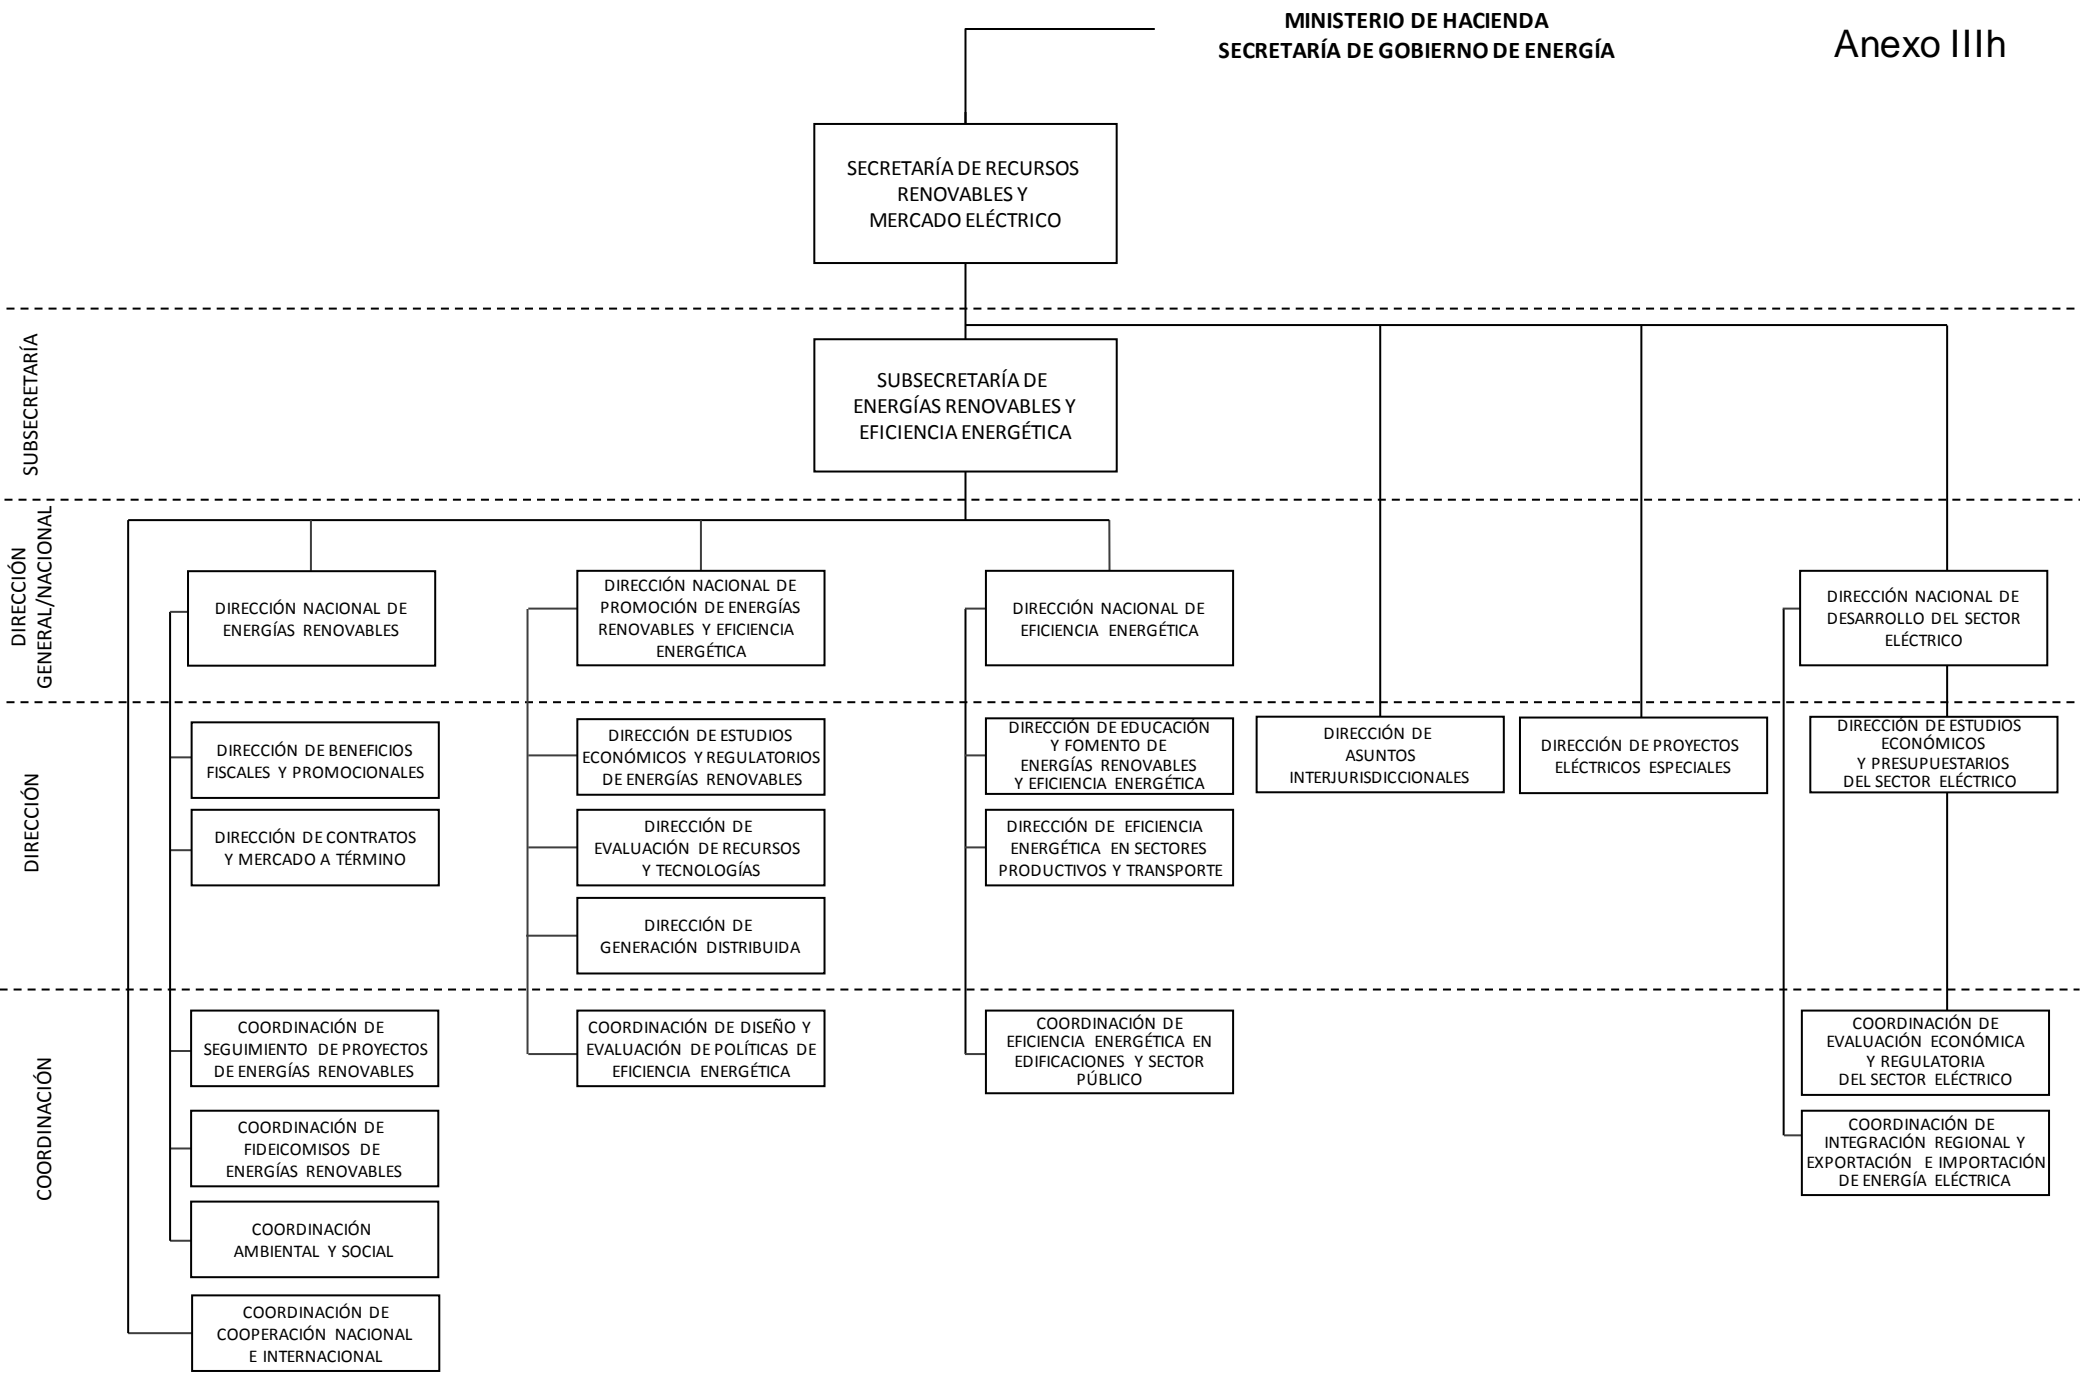 MINISTERIO DE HACIENDA
SECRETARÍA DE GOBIERNO DE ENERGÍA
Anexo IIIh
SECRETARÍA DE RECURSOS
RENOVABLES Y
MERCADO ELÉCTRICO
SUBSECRETARÍA
SUBSECRETARÍA DE
ENERGÍAS RENOVABLES Y
EFICIENCIA ENERGÉTICA
DIRECCIÓN
GENERAL/NACIONAL
DIRECCIÓN NACIONAL DE
ENERGÍAS RENOVABLES
DIRECCIÓN NACIONAL DE
PROMOCIÓN DE ENERGÍAS
RENOVABLES Y EFICIENCIA
ENERGÉTICA
DIRECCIÓN NACIONAL DE
EFICIENCIA ENERGÉTICA
DIRECCIÓN NACIONAL DE
DESARROLLO DEL SECTOR
ELÉCTRICO
DIRECCIÓN
DIRECCIÓN DE BENEFICIOS
FISCALES Y PROMOCIONALES
DIRECCIÓN DE ESTUDIOS
ECONÓMICOS Y REGULATORIOS
DE ENERGÍAS RENOVABLES
DIRECCIÓN DE EDUCACIÓN
Y FOMENTO DE
ENERGÍAS RENOVABLES
Y EFICIENCIA ENERGÉTICA
DIRECCIÓN DE
ASUNTOS
INTERJURISDICCIONALES
DIRECCIÓN DE PROYECTOS
ELÉCTRICOS ESPECIALES
DIRECCIÓN DE ESTUDIOS
ECONÓMICOS
Y PRESUPUESTARIOS
DEL SECTOR ELÉCTRICO
DIRECCIÓN DE CONTRATOS
Y MERCADO A TÉRMINO
DIRECCIÓN DE
EVALUACIÓN DE RECURSOS
Y TECNOLOGÍAS
DIRECCIÓN DE EFICIENCIA
ENERGÉTICA EN SECTORES
PRODUCTIVOS Y TRANSPORTE
DIRECCIÓN DE
GENERACIÓN DISTRIBUIDA
COORDINACIÓN
COORDINACIÓN DE
SEGUIMIENTO DE PROYECTOS
DE ENERGÍAS RENOVABLES
COORDINACIÓN DE DISEÑO Y
EVALUACIÓN DE POLÍTICAS DE
EFICIENCIA ENERGÉTICA
COORDINACIÓN DE
EFICIENCIA ENERGÉTICA EN
EDIFICACIONES Y SECTOR
PÚBLICO
COORDINACIÓN DE
EVALUACIÓN ECONÓMICA
Y REGULATORIA
DEL SECTOR ELÉCTRICO
COORDINACIÓN DE
FIDEICOMISOS DE
ENERGÍAS RENOVABLES
COORDINACIÓN DE
INTEGRACIÓN REGIONAL Y
EXPORTACIÓN E IMPORTACIÓN
DE ENERGÍA ELÉCTRICA
COORDINACIÓN
AMBIENTAL Y SOCIAL
COORDINACIÓN DE
COOPERACIÓN NACIONAL
E INTERNACIONAL